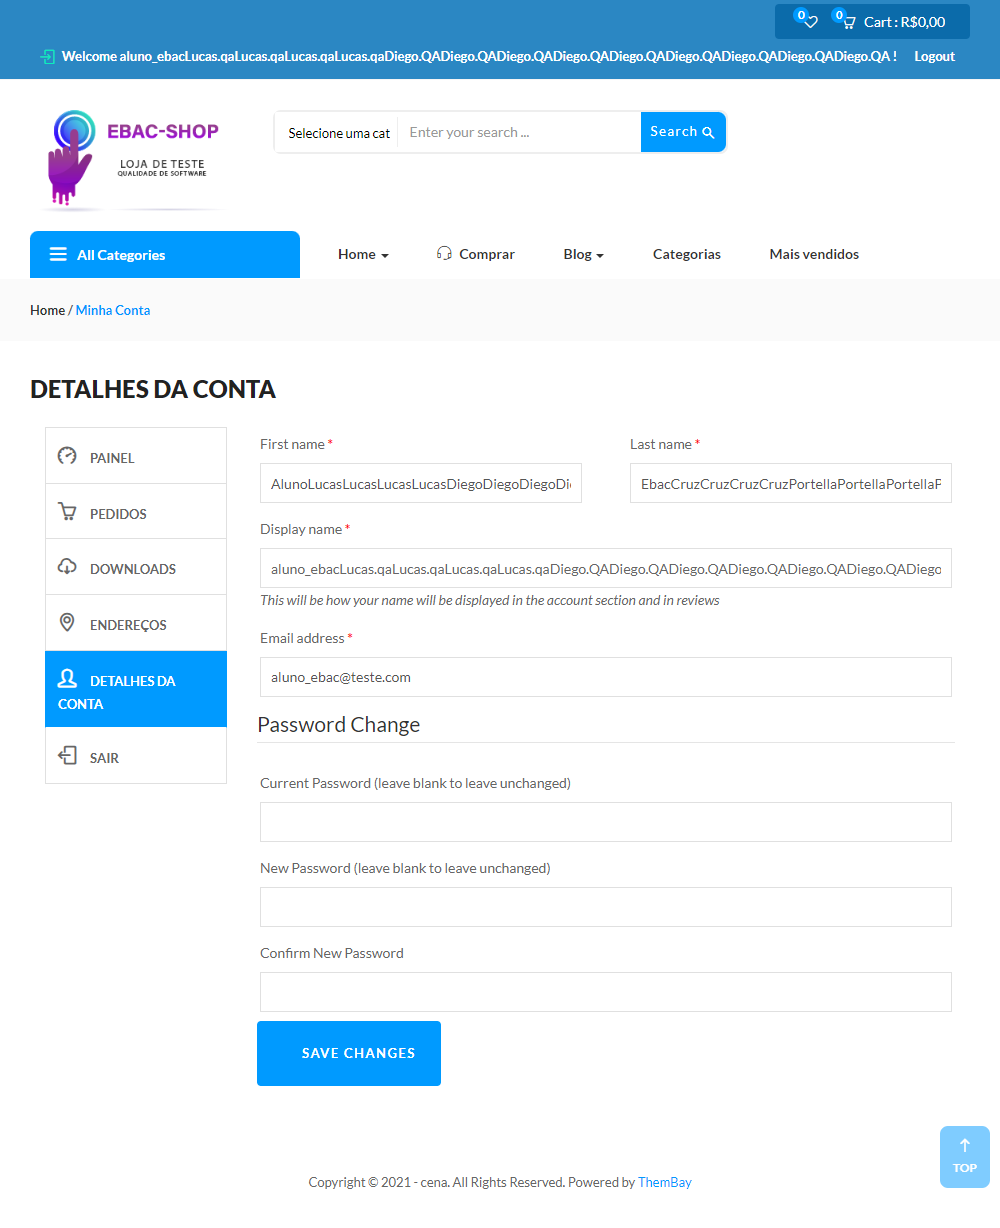 0
0
Cart : R$0,00
Welcome aluno_ebacLucas.qaLucas.qaLucas.qaLucas.qaDiego.QADiego.QADiego.QADiego.QADiego.QADiego.QADiego.QADiego.QADiego.QA !
Logout
EBAC-SHOP
LOJA DE TESTE
QUALIDADE DE SOFTWARE
Selecione uma cat
Enter your search ...
Search
All Categories
Home
Comprar
Blog
Categorias
Mais vendidos
Home / Minha Conta
DETALHES DA CONTA
PAINEL
PEDIDOS
DOWNLOADS
ENDEREÇOS
DETALHES DA
CONTA
SAIR
First name *
AlunoLucasLucasLucasLucasDiegoDiegoDiegoDi
Last name *
EbacCruzCruzCruzCruzPortellaPortellaPortellaP
Display name *
aluno_ebacLucas.qaLucas.qaLucas.qaLucas.qaDiego.QADiego.QADiego.QADiego.QADiego.QADiego.QADiego
This will be how your name will be displayed in the account section and in reviews
Email address *
aluno_ebac@teste.com
Password Change
Current Password (leave blank to leave unchanged)
New Password (leave blank to leave unchanged)
Confirm New Password
SAVE CHANGES
TOP
Copyright © 2021 - cena. All Rights Reserved. Powered by ThemBay